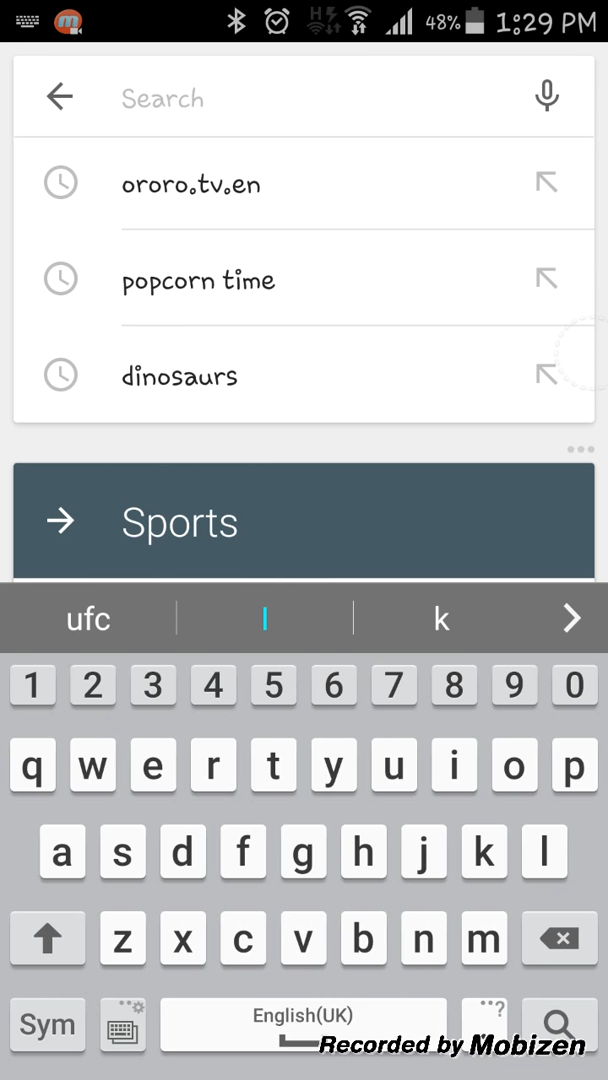 48% 1:29 PM
Search
ororo.tv.en
popcorn time
dinosaurs
Sports
ufc l k
1 2 3 4 5 6 7 8 9 0
q w e r t y u i o p
a s d f g h j k l
z x c v b n m
Sym English(UK) ?
Recorded by Mobizen